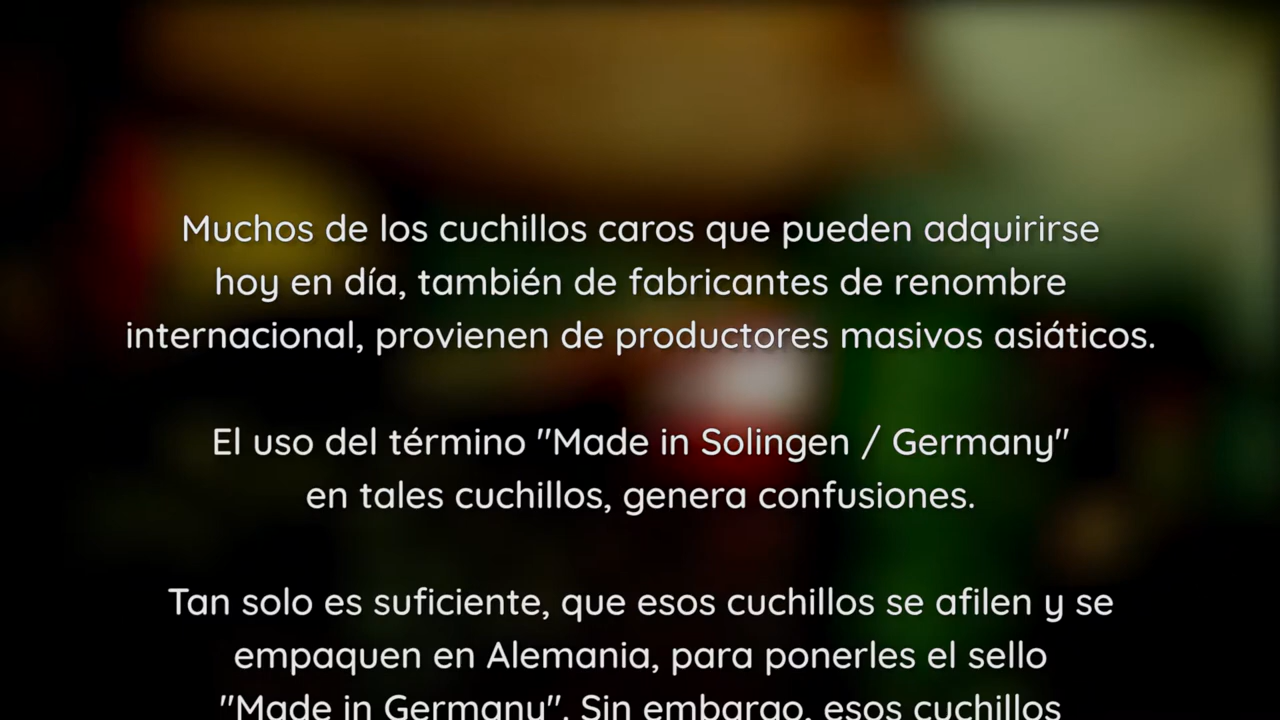 Muchos de los cuchillos caros que pueden adquirirse
hoy en día, también de fabricantes de renombre
internacional, provienen de productores masivos asiáticos.
El uso del término "Made in Solingen / Germany"
en tales cuchillos, genera confusiones.
Tan solo es suficiente, que esos cuchillos se afilen y se
empaquen en Alemania, para ponerles el sello
"Made in Germany". Sin embargo, esos cuchillos